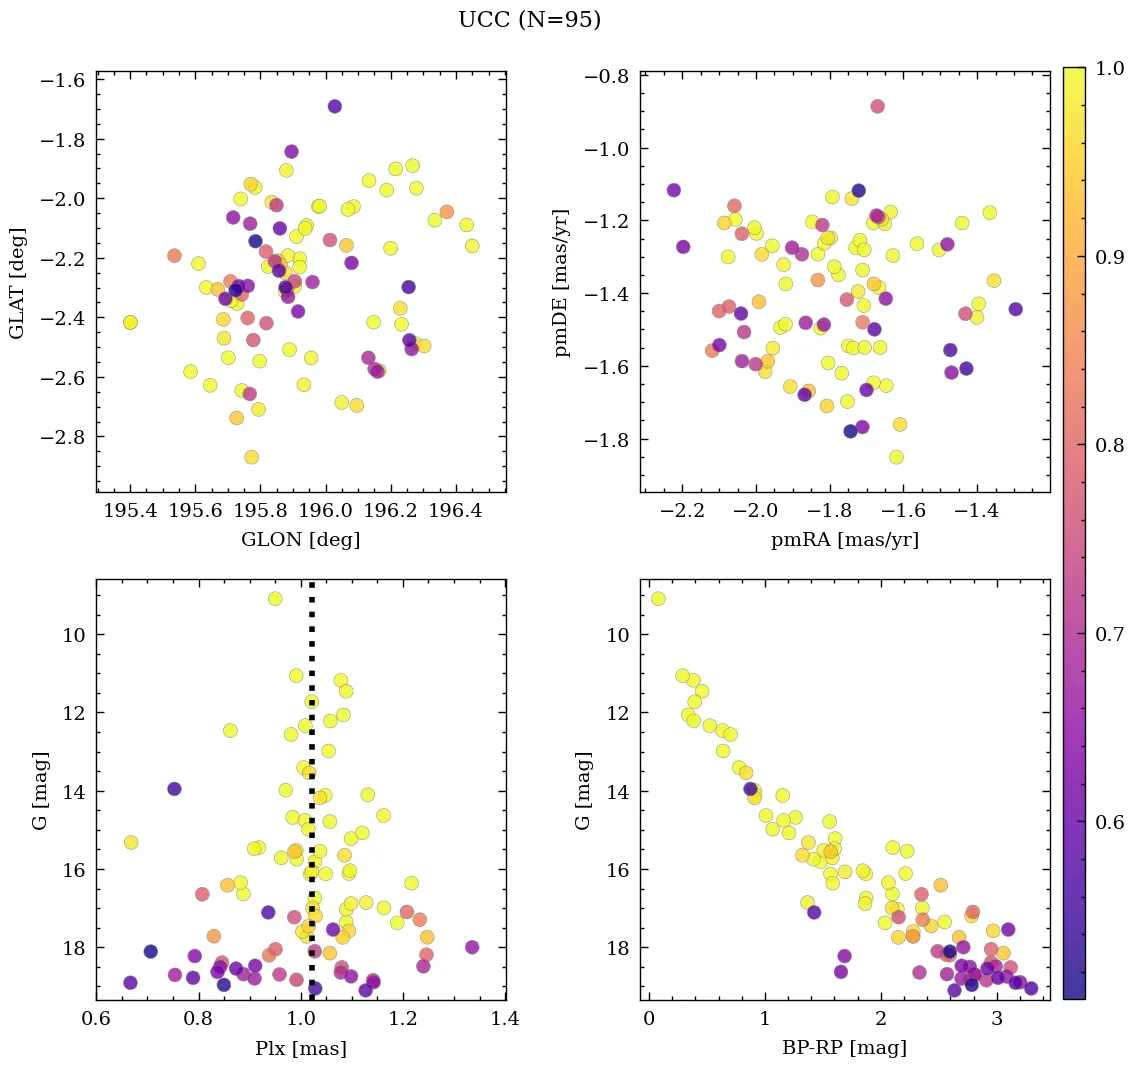 UCC (N=95)
−1.6
−1.8
−2.0
−2.2
−2.4
−2.6
−2.8
GLAT [deg]
195.4 195.6 195.8 196.0 196.2 196.4
GLON [deg]
−0.8
−1.0
−1.2
−1.4
−1.6
−1.8
pmDE [mas/yr]
−2.2 −2.0 −1.8 −1.6 −1.4
pmRA [mas/yr]
10
12
14
16
18
G [mag]
0.6 0.8 1.0 1.2 1.4
Plx [mas]
10
12
14
16
18
G [mag]
0 1 2 3
BP-RP [mag]
1.0
0.9
0.8
0.7
0.6